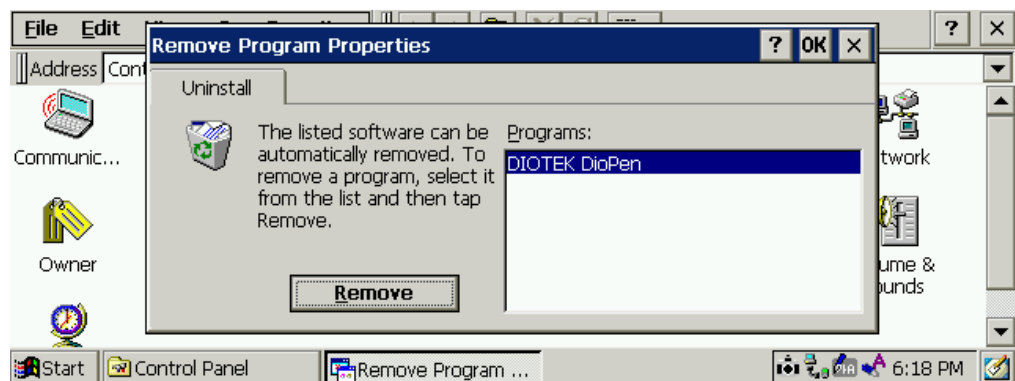 File Edit
Remove Program Properties ? OK ×
? ×
Address Cont
Uninstall
The listed software can be
automatically removed. To
remove a program, select it
from the list and then tap
Remove.
Programs:
DIOTEK DioPen
Remove
Communic...
twork
Owner
ume &
ounds
Start Control Panel Remove Program ... 6:18 PM